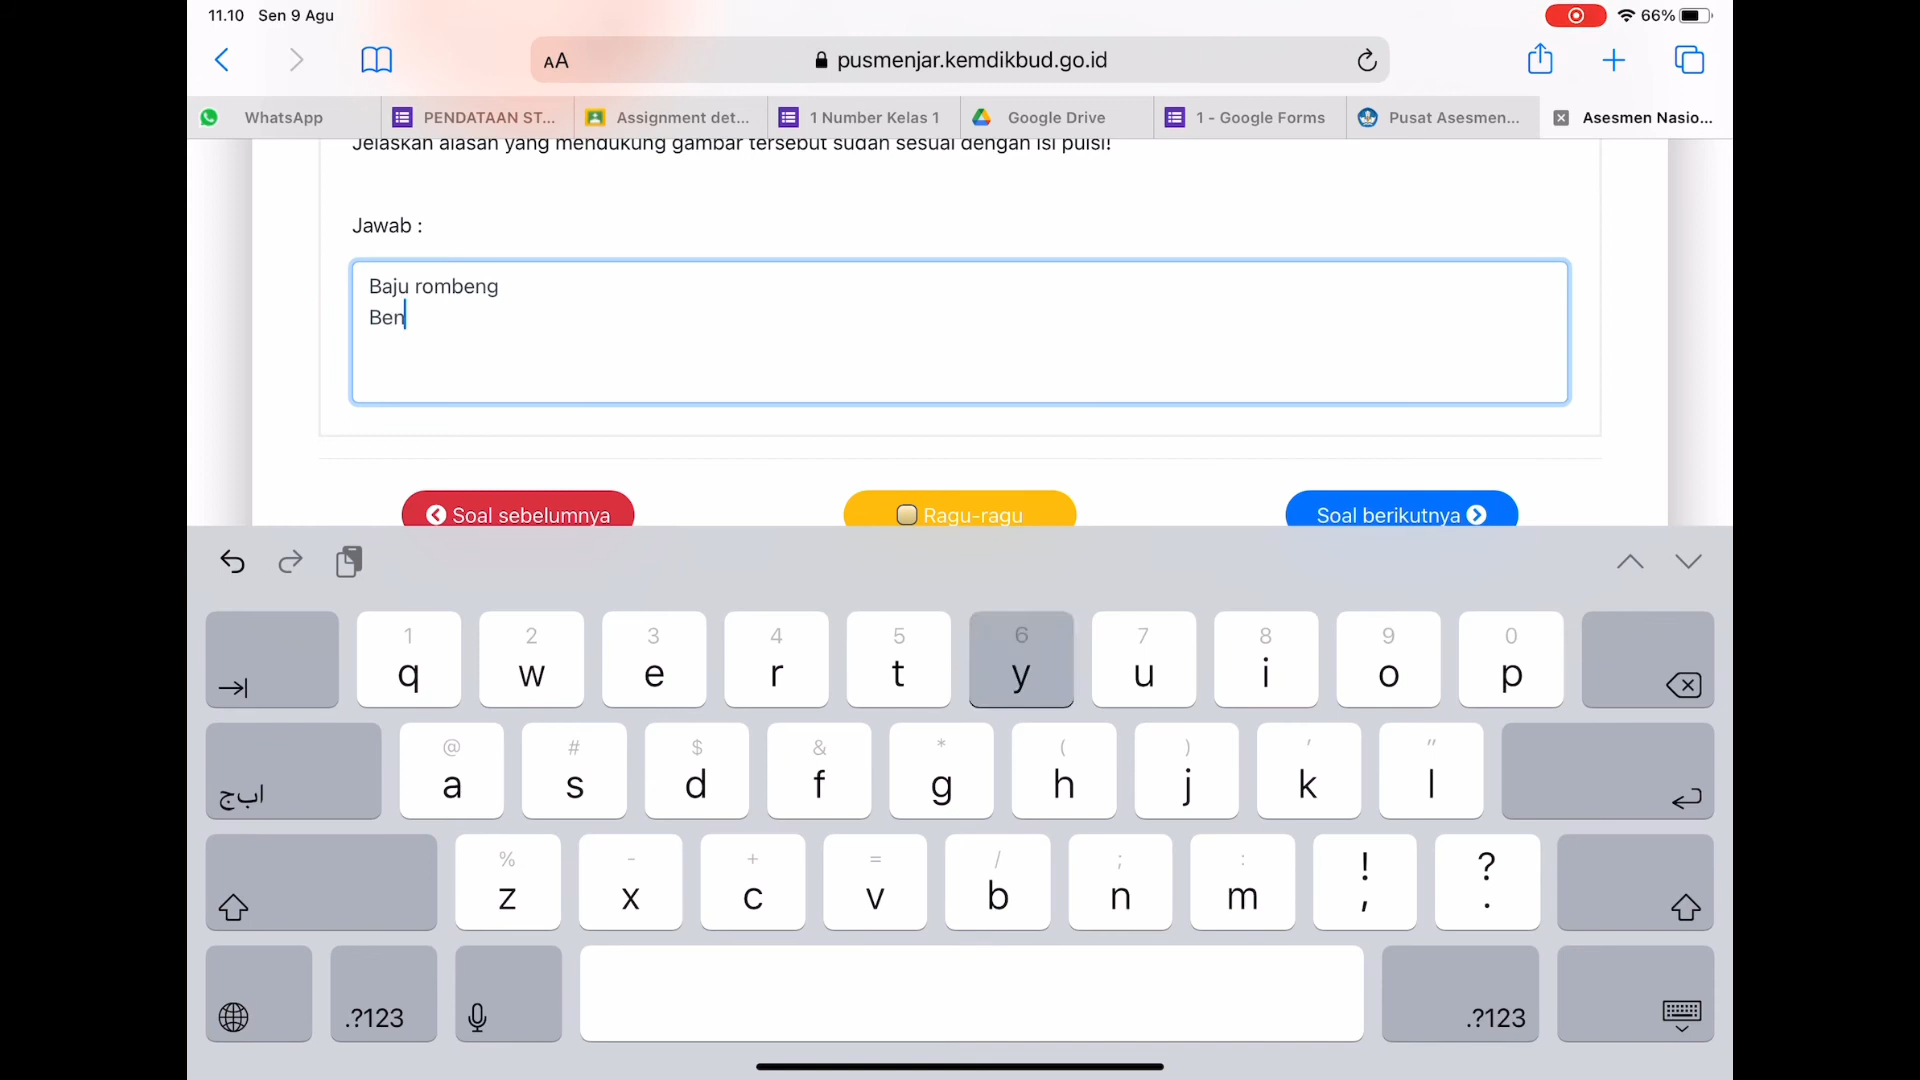 11.10 Sen 9 Agu
66%
AA
pusmenjar.kemdikbud.go.id
WhatsApp
PENDATAAN ST...
Assignment det...
1 Number Kelas 1
Google Drive
1 - Google Forms
Pusat Asesmen...
Asesmen Nasio...
Jelaskan alasan yang mendukung gambar tersebut sudah sesuai dengan isi puisi!
Jawab :
Baju rombeng
Ben
Soal sebelumnya
Ragu-ragu
Soal berikutnya
1 2 3 4 5 6 7 8 9 0
q w e r t y u i o p
@ # $ & * ( ) ' "
ابج a s d f g h j k l
% - + = / ; : ! ?
z x c v b n m , .
.?123 .?123